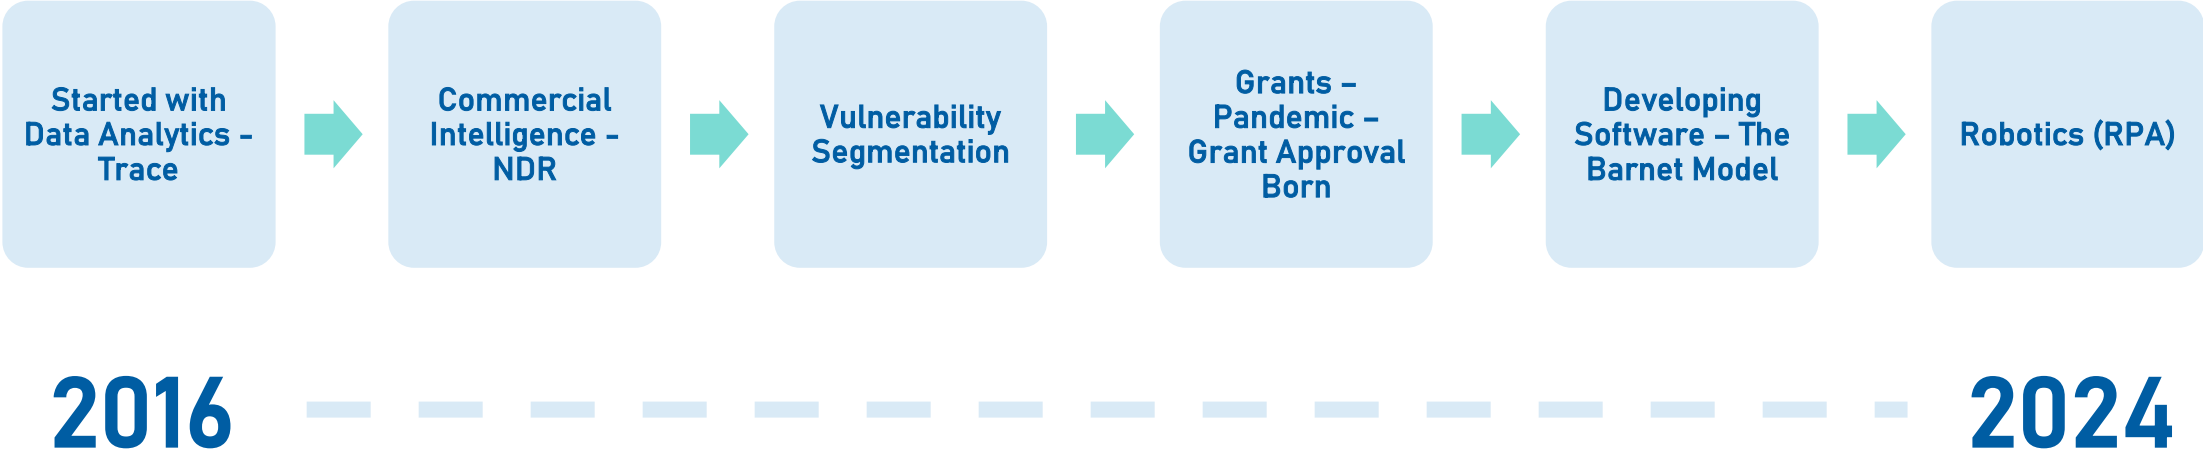 Started with
Data Analytics –
Trace
Commercial
Intelligence –
NDR
Vulnerability
Segmentation
Grants –
Pandemic –
Grant Approval
Born
Developing
Software – The
Barnet Model
Robotics (RPA)
2016
2024